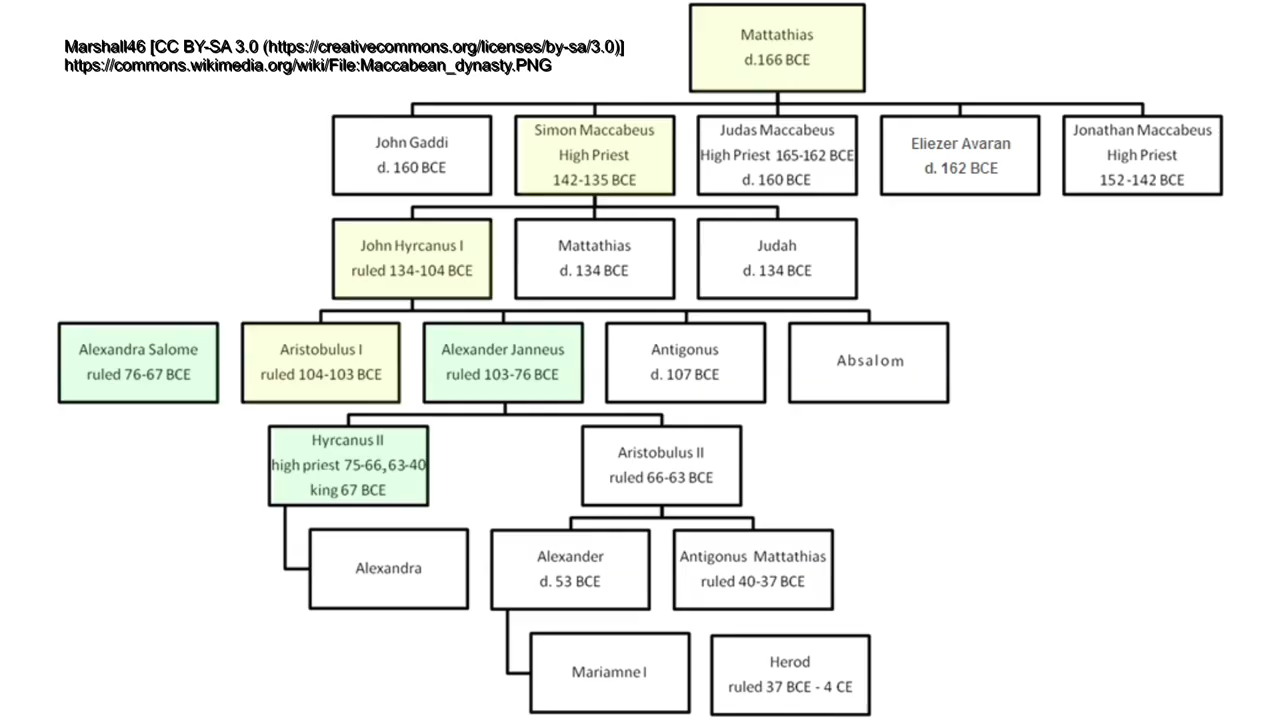 Marshall46 [CC BY-SA 3.0 (https://creativecommons.org/licenses/by-sa/3.0)]
https://commons.wikimedia.org/wiki/File:Maccabean_dynasty.PNG
Mattathias
d.166 BCE
John Gaddi
d. 160 BCE
Simon Maccabeus
High Priest
142-135 BCE
Judas Maccabeus
High Priest 165-162 BCE
d. 160 BCE
Eliezer Avaran
d. 162 BCE
Jonathan Maccabeus
High Priest
152-142 BCE
John Hyrcanus I
ruled 134-104 BCE
Mattathias
d. 134 BCE
Judah
d. 134 BCE
Alexandra Salome
ruled 76-67 BCE
Aristobulus I
ruled 104-103 BCE
Alexander Janneus
ruled 103-76 BCE
Antigonus
d. 107 BCE
Absalom
Hyrcanus II
high priest 75-66, 63-40
king 67 BCE
Aristobulus II
ruled 66-63 BCE
Alexandra
Alexander
d. 53 BCE
Antigonus Mattathias
ruled 40-37 BCE
Mariamne I
Herod
ruled 37 BCE - 4 CE